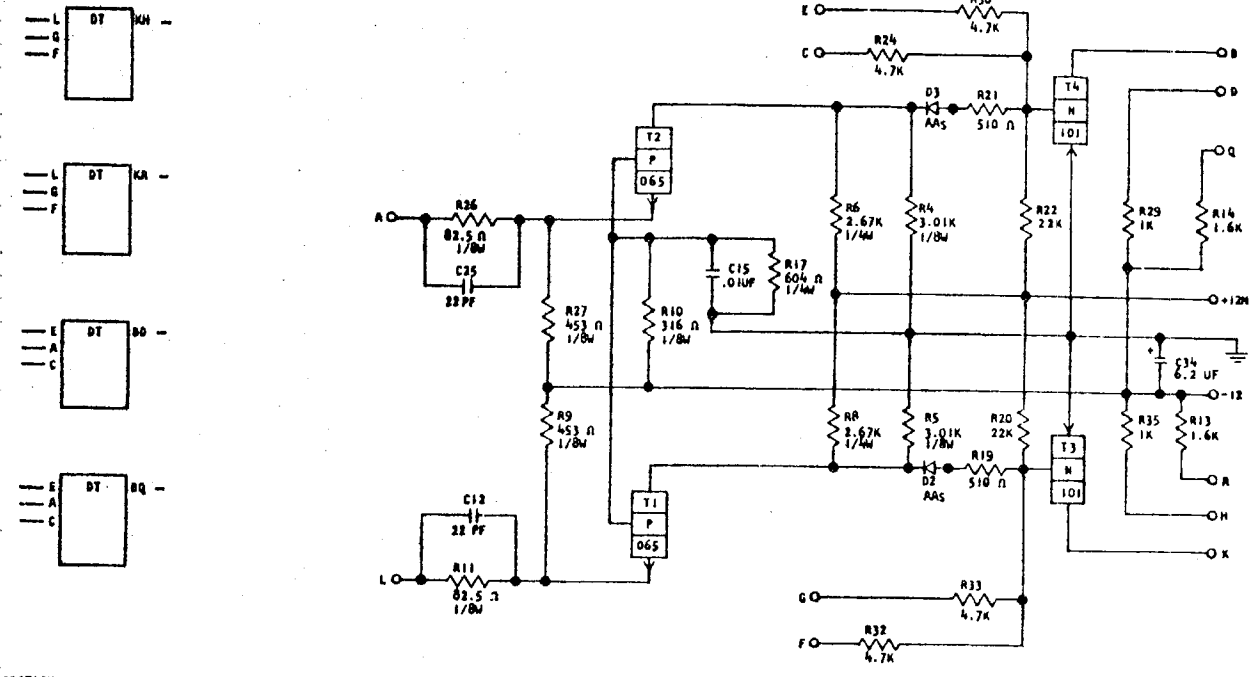 L DT KH —
G
F
L DT KR —
G
F
E DT BD —
A
C
E DT BQ —
A
C
E
R30
4.7K
C
R24
4.7K
B
D
Q
D3
AAs
R21
510 Ω
T4
N
101
T2
P
065
A
R26
82.5 Ω
1/8W
C25
22PF
R6
2.67K
1/4W
R4
3.01K
1/8W
R22
22K
R29
1K
R14
1.6K
C15
.01UF
R17
604 Ω
1/4W
R27
453 Ω
1/8W
R10
316 Ω
1/8W
+12M
+
C34
6.2 UF
-12
R9
453 Ω
1/8W
R8
2.67K
1/4W
R5
3.01K
1/8W
R20
22K
R35
1K
R13
1.6K
T3
N
101
R19
510 Ω
D2
AAs
T1
P
065
C12
22 PF
L
R11
82.5 Ω
1/8W
R
H
K
G
R33
4.7K
F
R32
4.7K